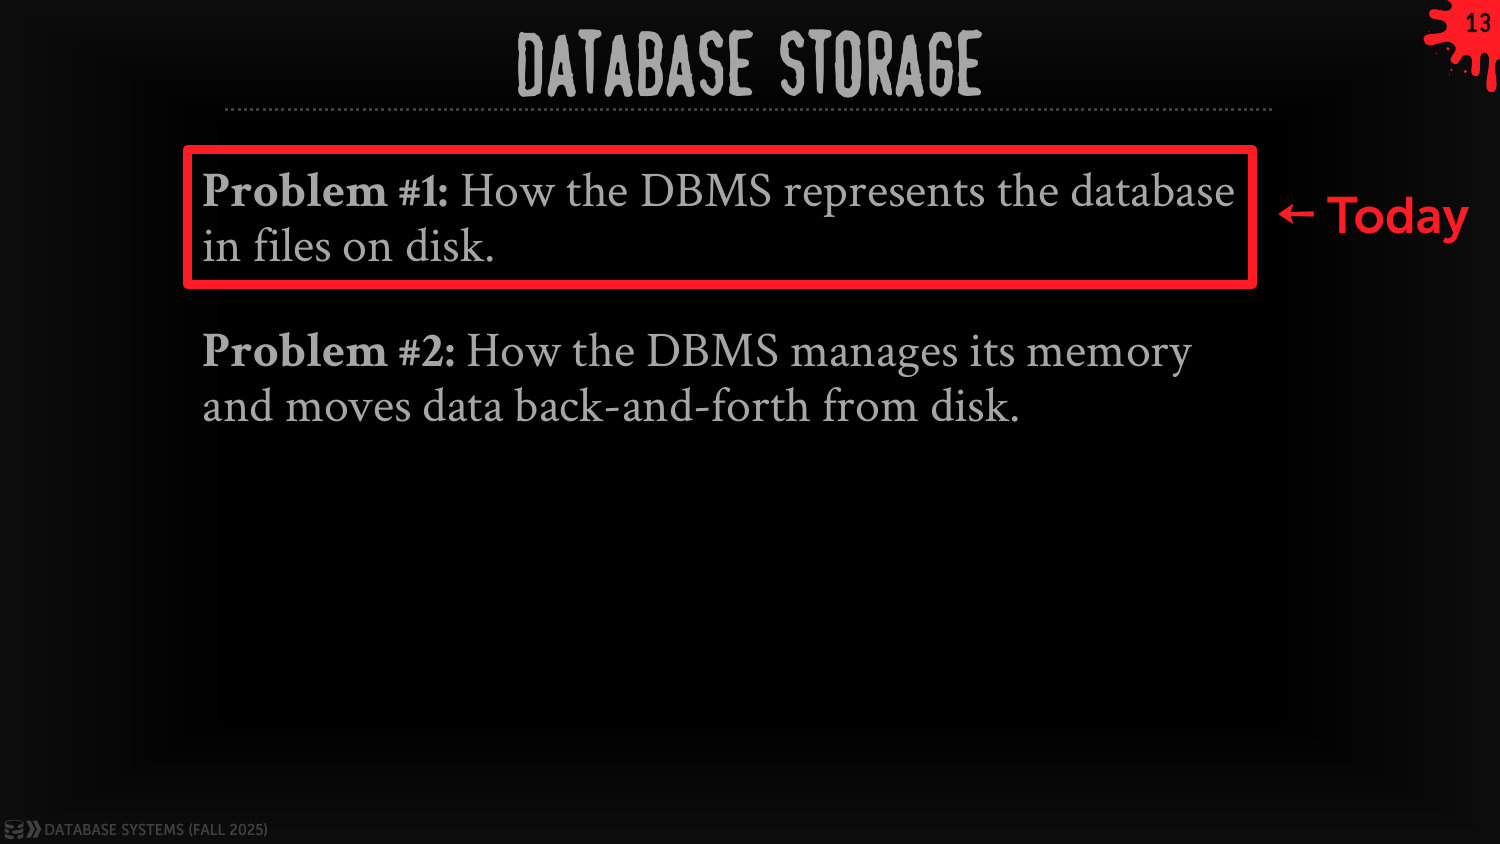 13
DATABASE STORAGE
Problem #1: How the DBMS represents the database
in files on disk.
← Today
Problem #2: How the DBMS manages its memory
and moves data back-and-forth from disk.
DATABASE SYSTEMS (FALL 2025)